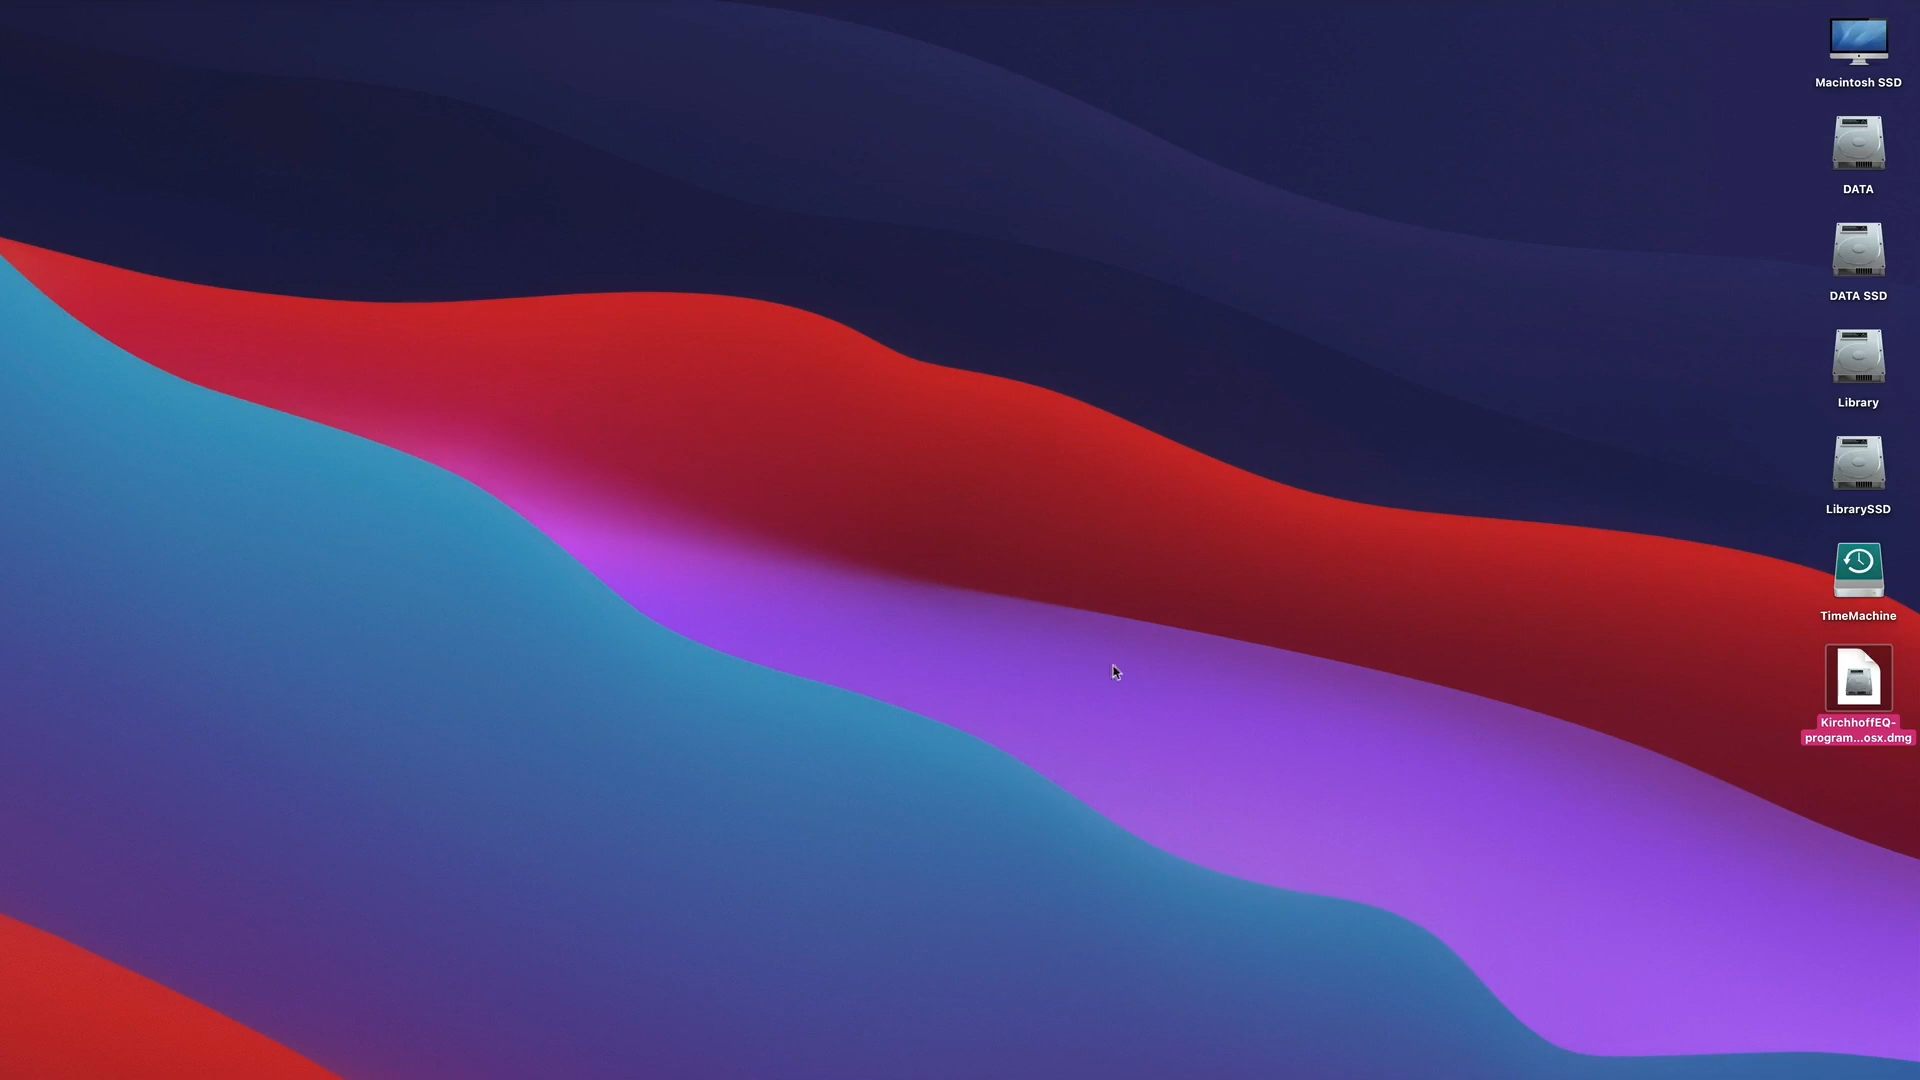 Macintosh SSD
DATA
DATA SSD
Library
LibrarySSD
TimeMachine
KirchhoffEQ-
program...osx.dmg